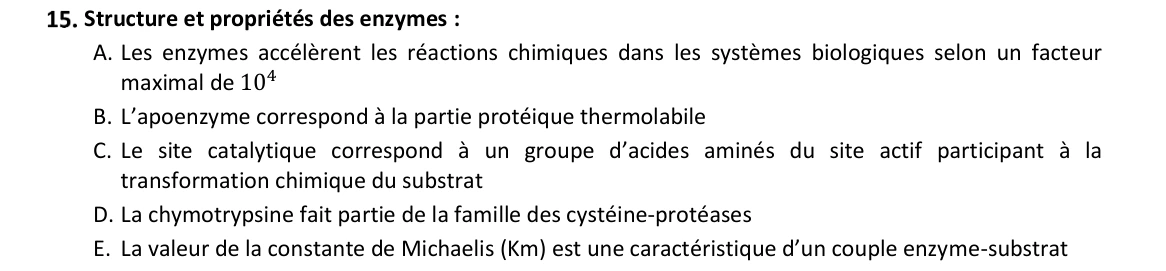 15. Structure et propriétés des enzymes :
A. Les enzymes accélèrent les réactions chimiques dans les systèmes biologiques selon un facteur
maximal de 10⁴
B. L’apoenzyme correspond à la partie protéique thermolabile
C. Le site catalytique correspond à un groupe d’acides aminés du site actif participant à la
transformation chimique du substrat
D. La chymotrypsine fait partie de la famille des cystéine-protéases
E. La valeur de la constante de Michaelis (Km) est une caractéristique d’un couple enzyme-substrat